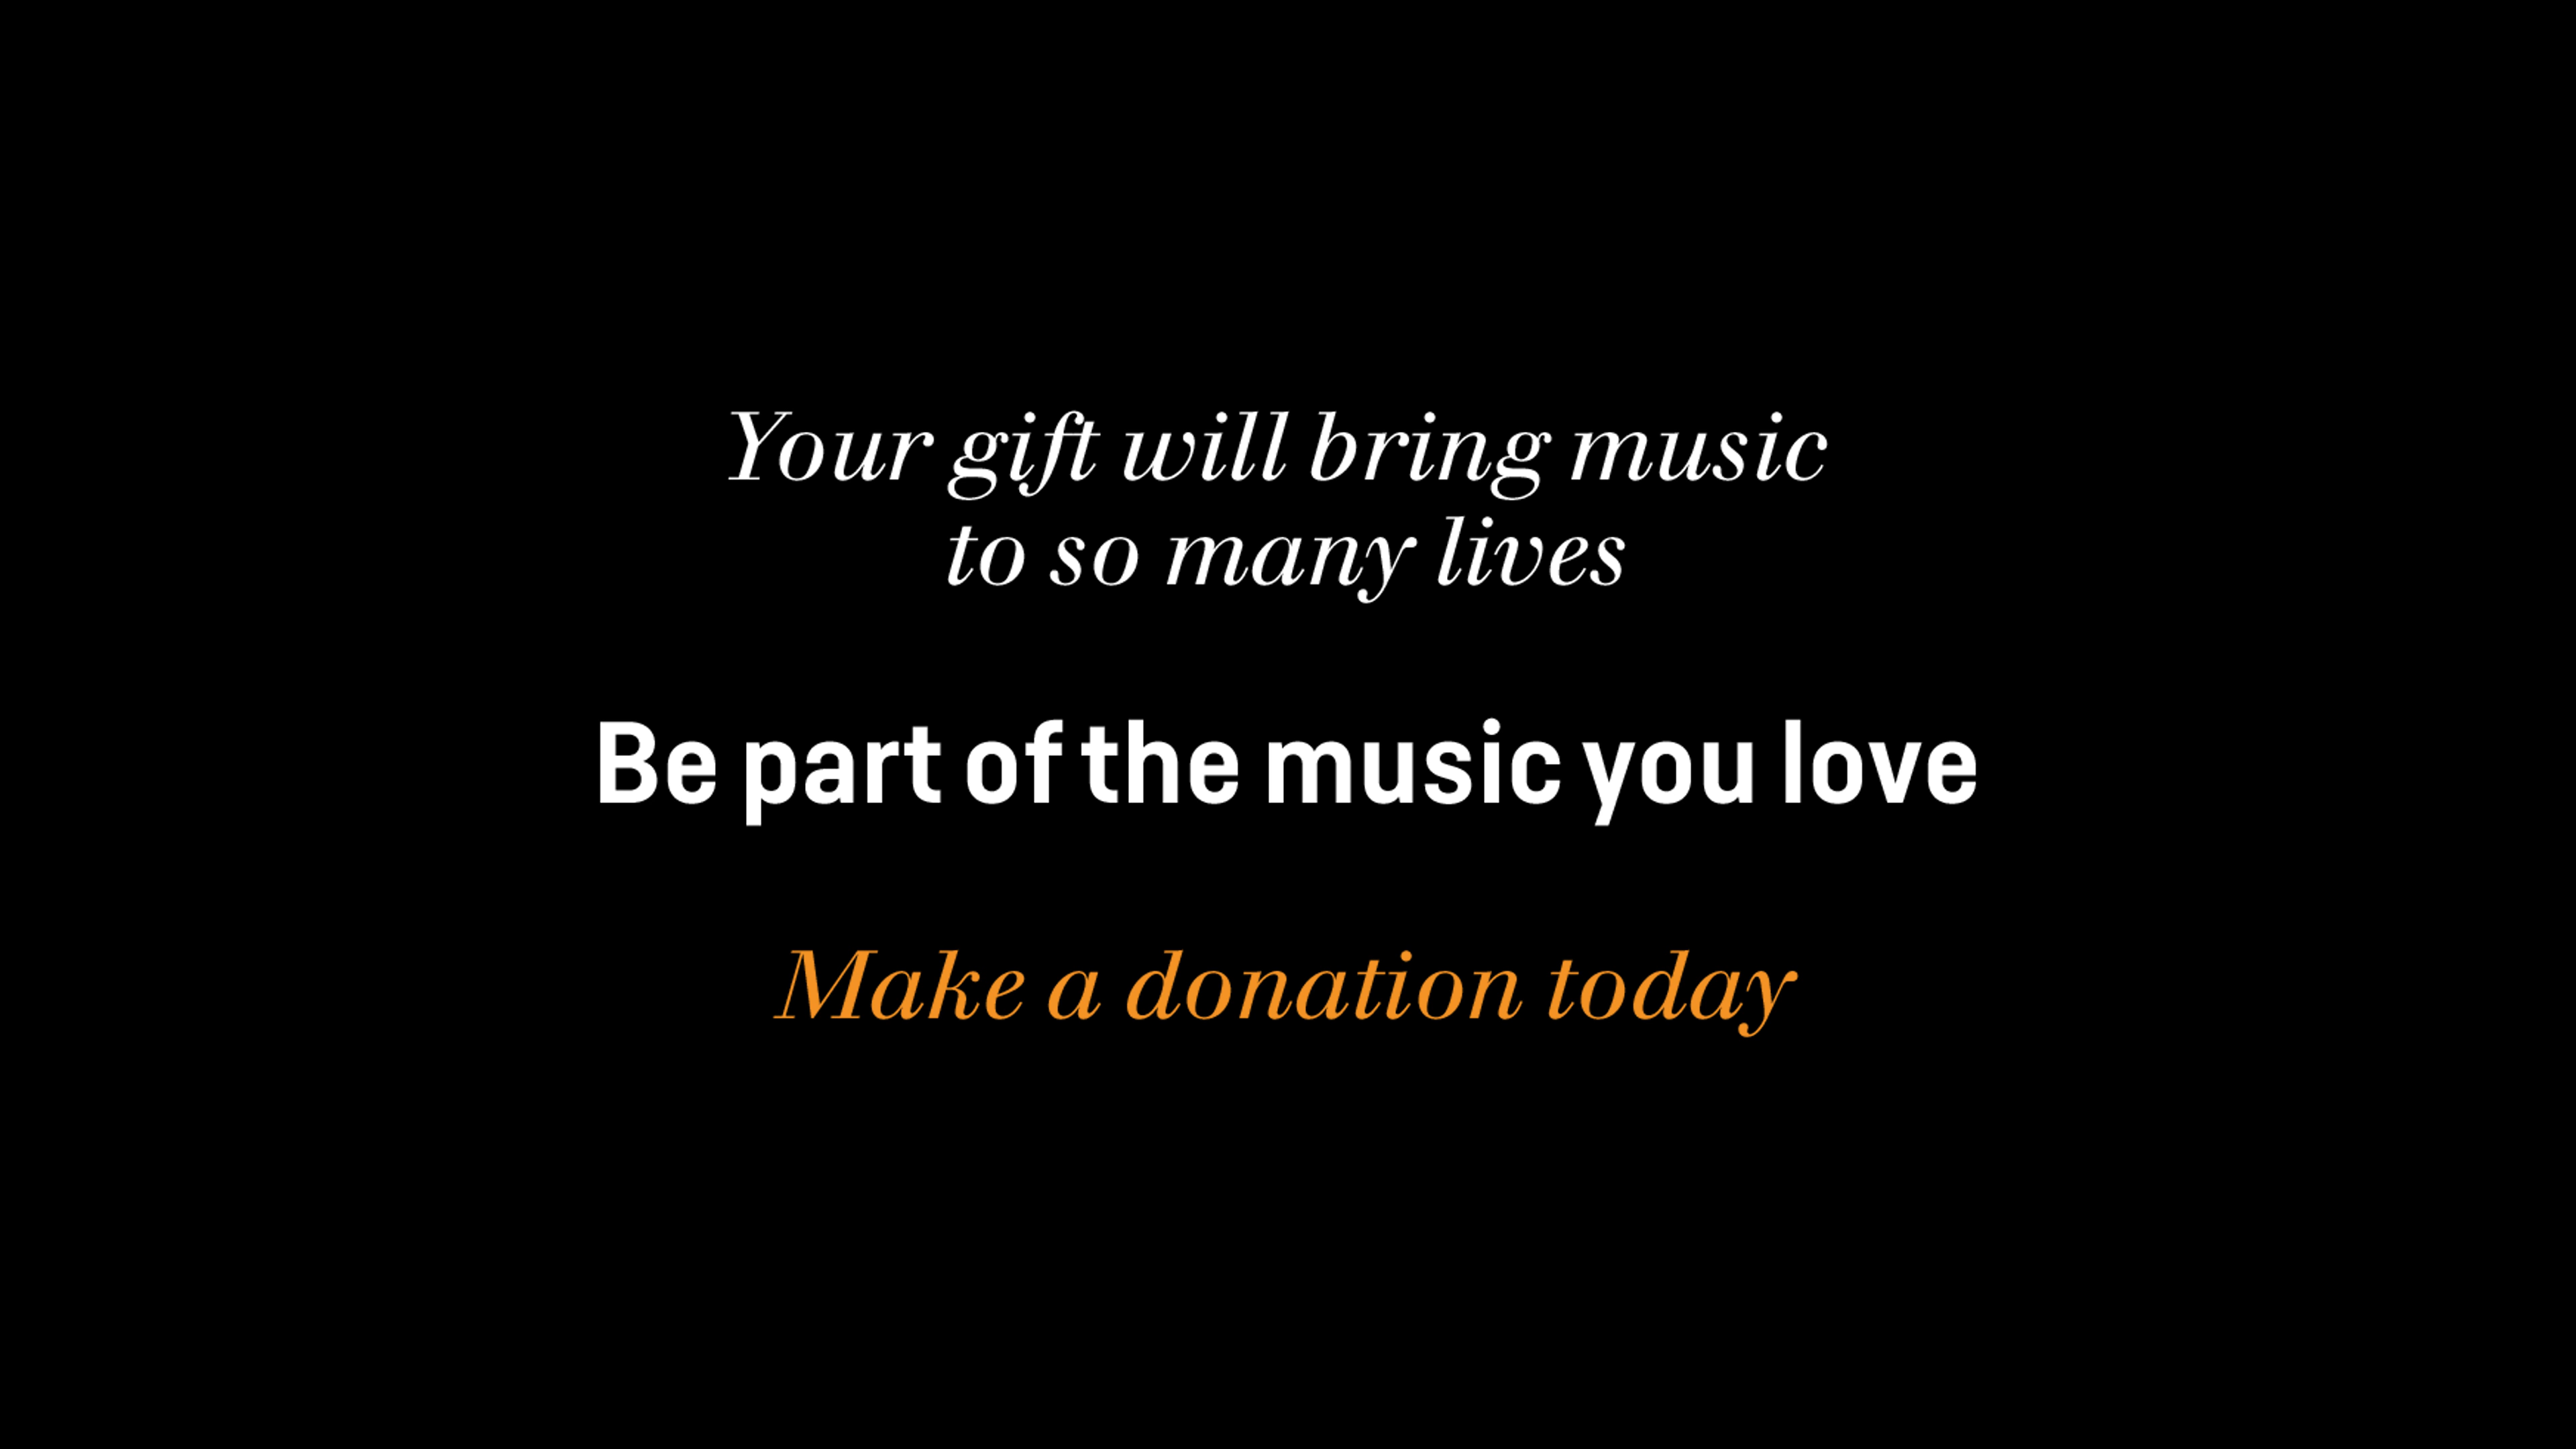 Your gift will bring music
to so many lives
Be part of the music you love
Make a donation today